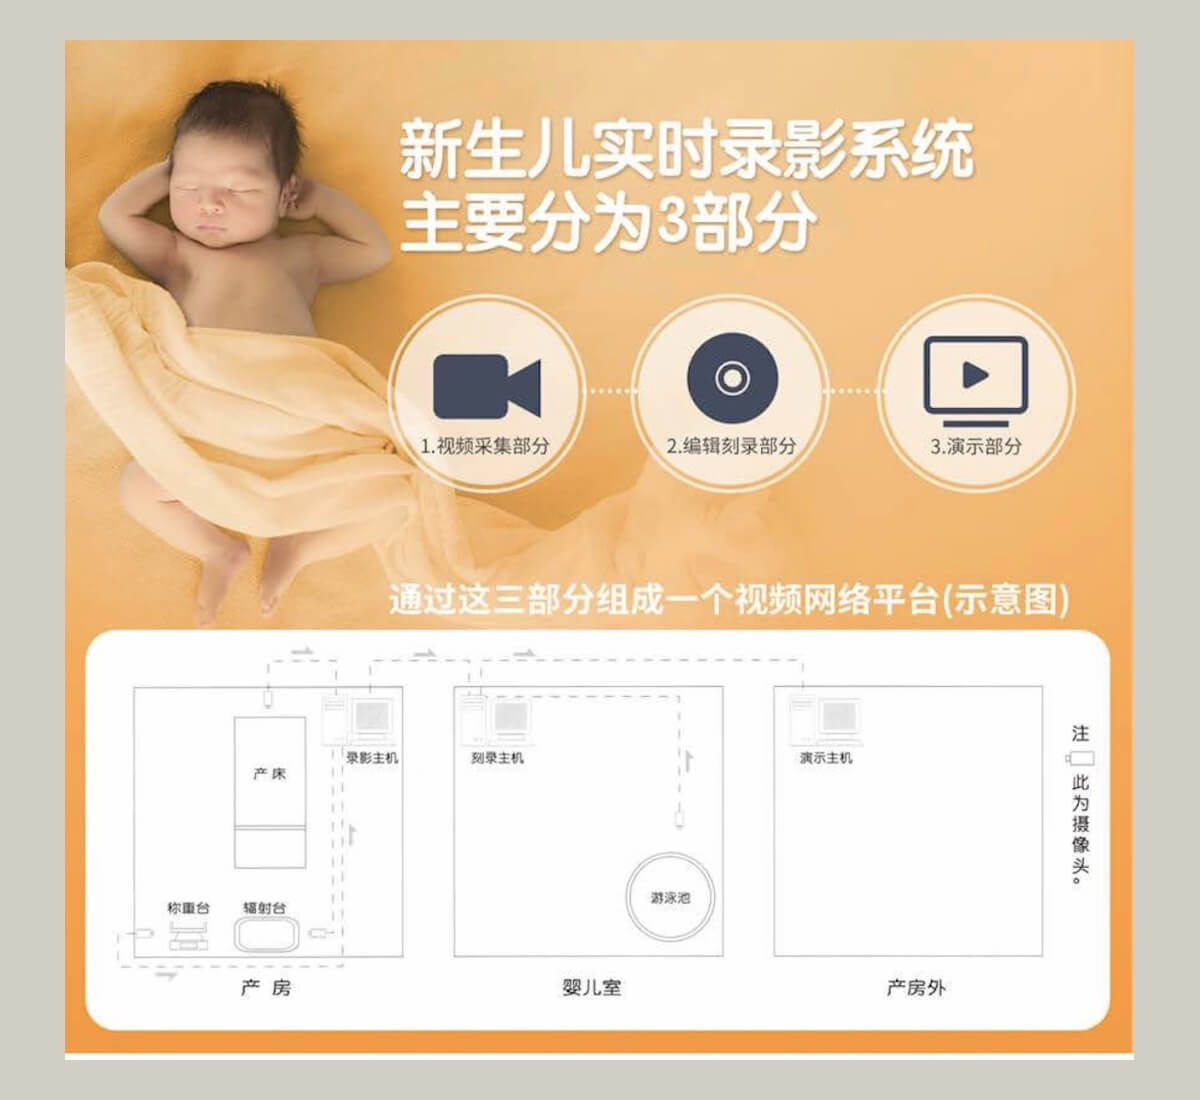 新生儿实时录影系统
主要分为3部分
1.视频采集部分
2.编辑刻录部分
3.演示部分
通过这三部分组成一个视频网络平台(示意图)
录影主机
产床
称重台
辐射台
产房
刻录主机
游泳池
婴儿室
演示主机
产房外
注
此为摄像头。